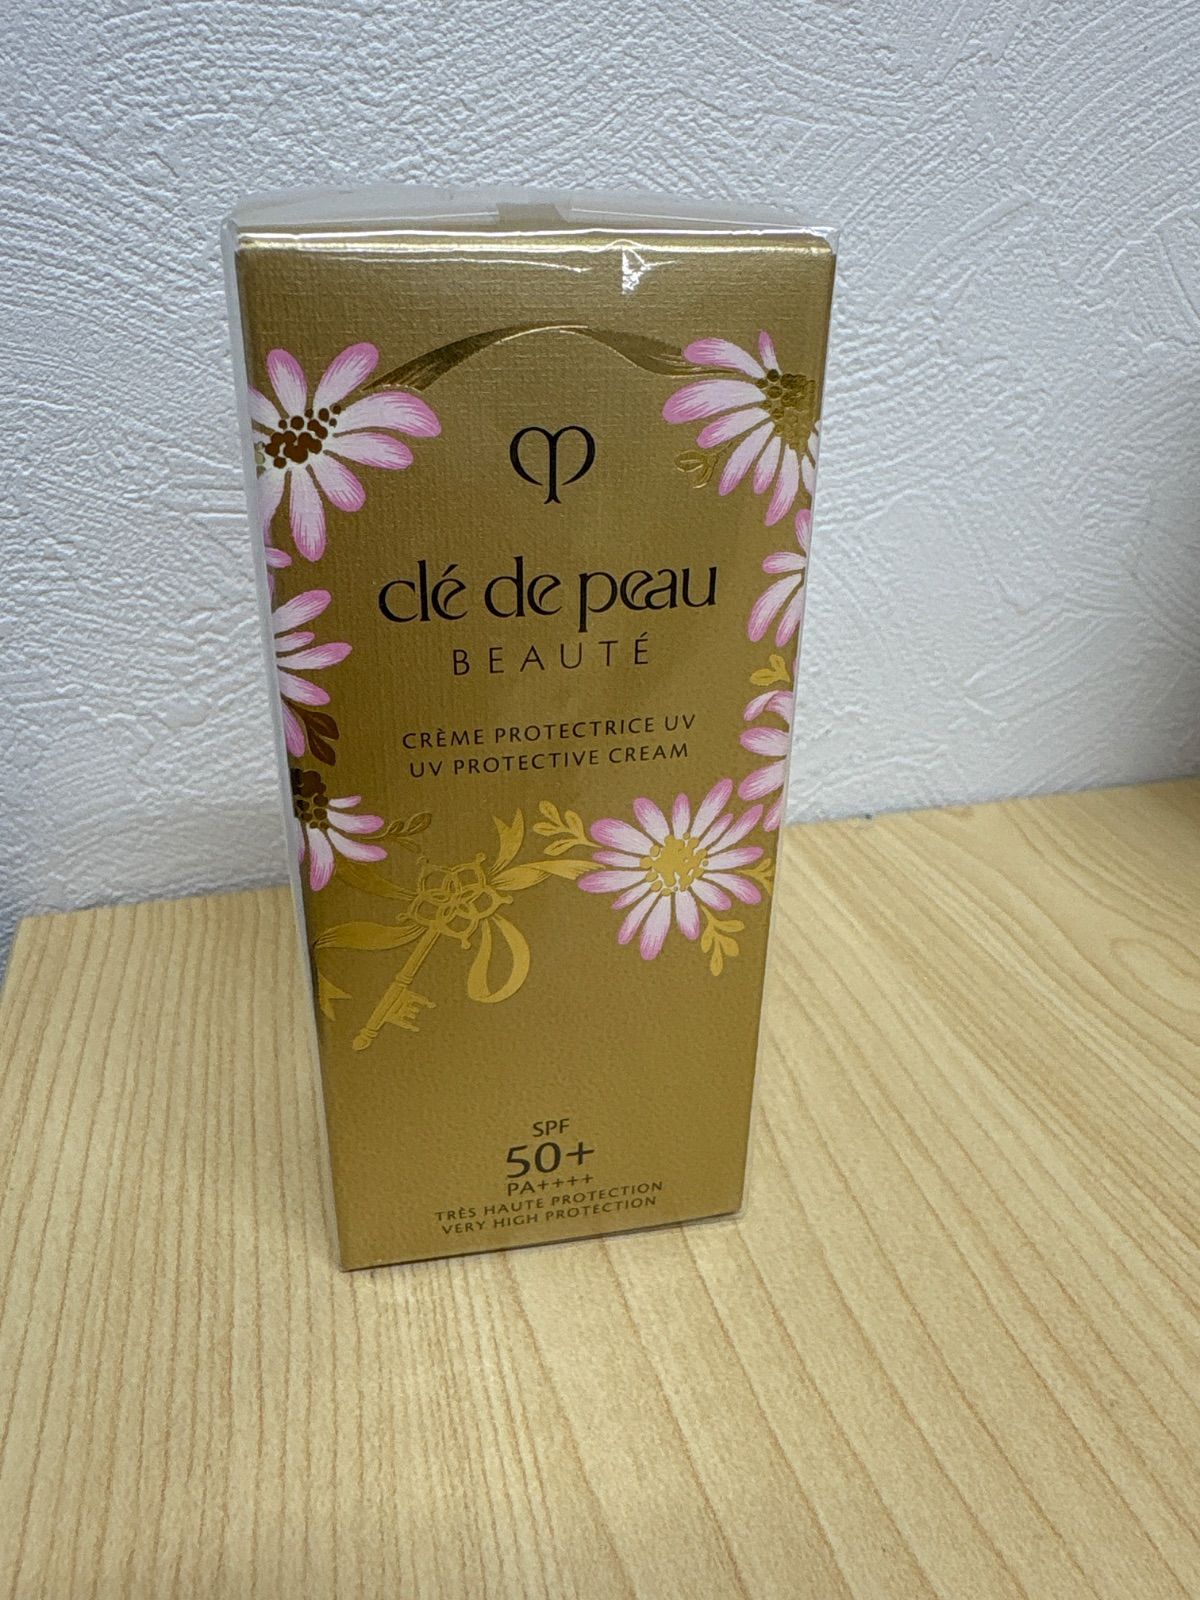 clé de peau
BEAUTÉ
CRÈME PROTECTRICE UV
UV PROTECTIVE CREAM
SPF
50+
PA++++
TRÈS HAUTE PROTECTION
VERY HIGH PROTECTION